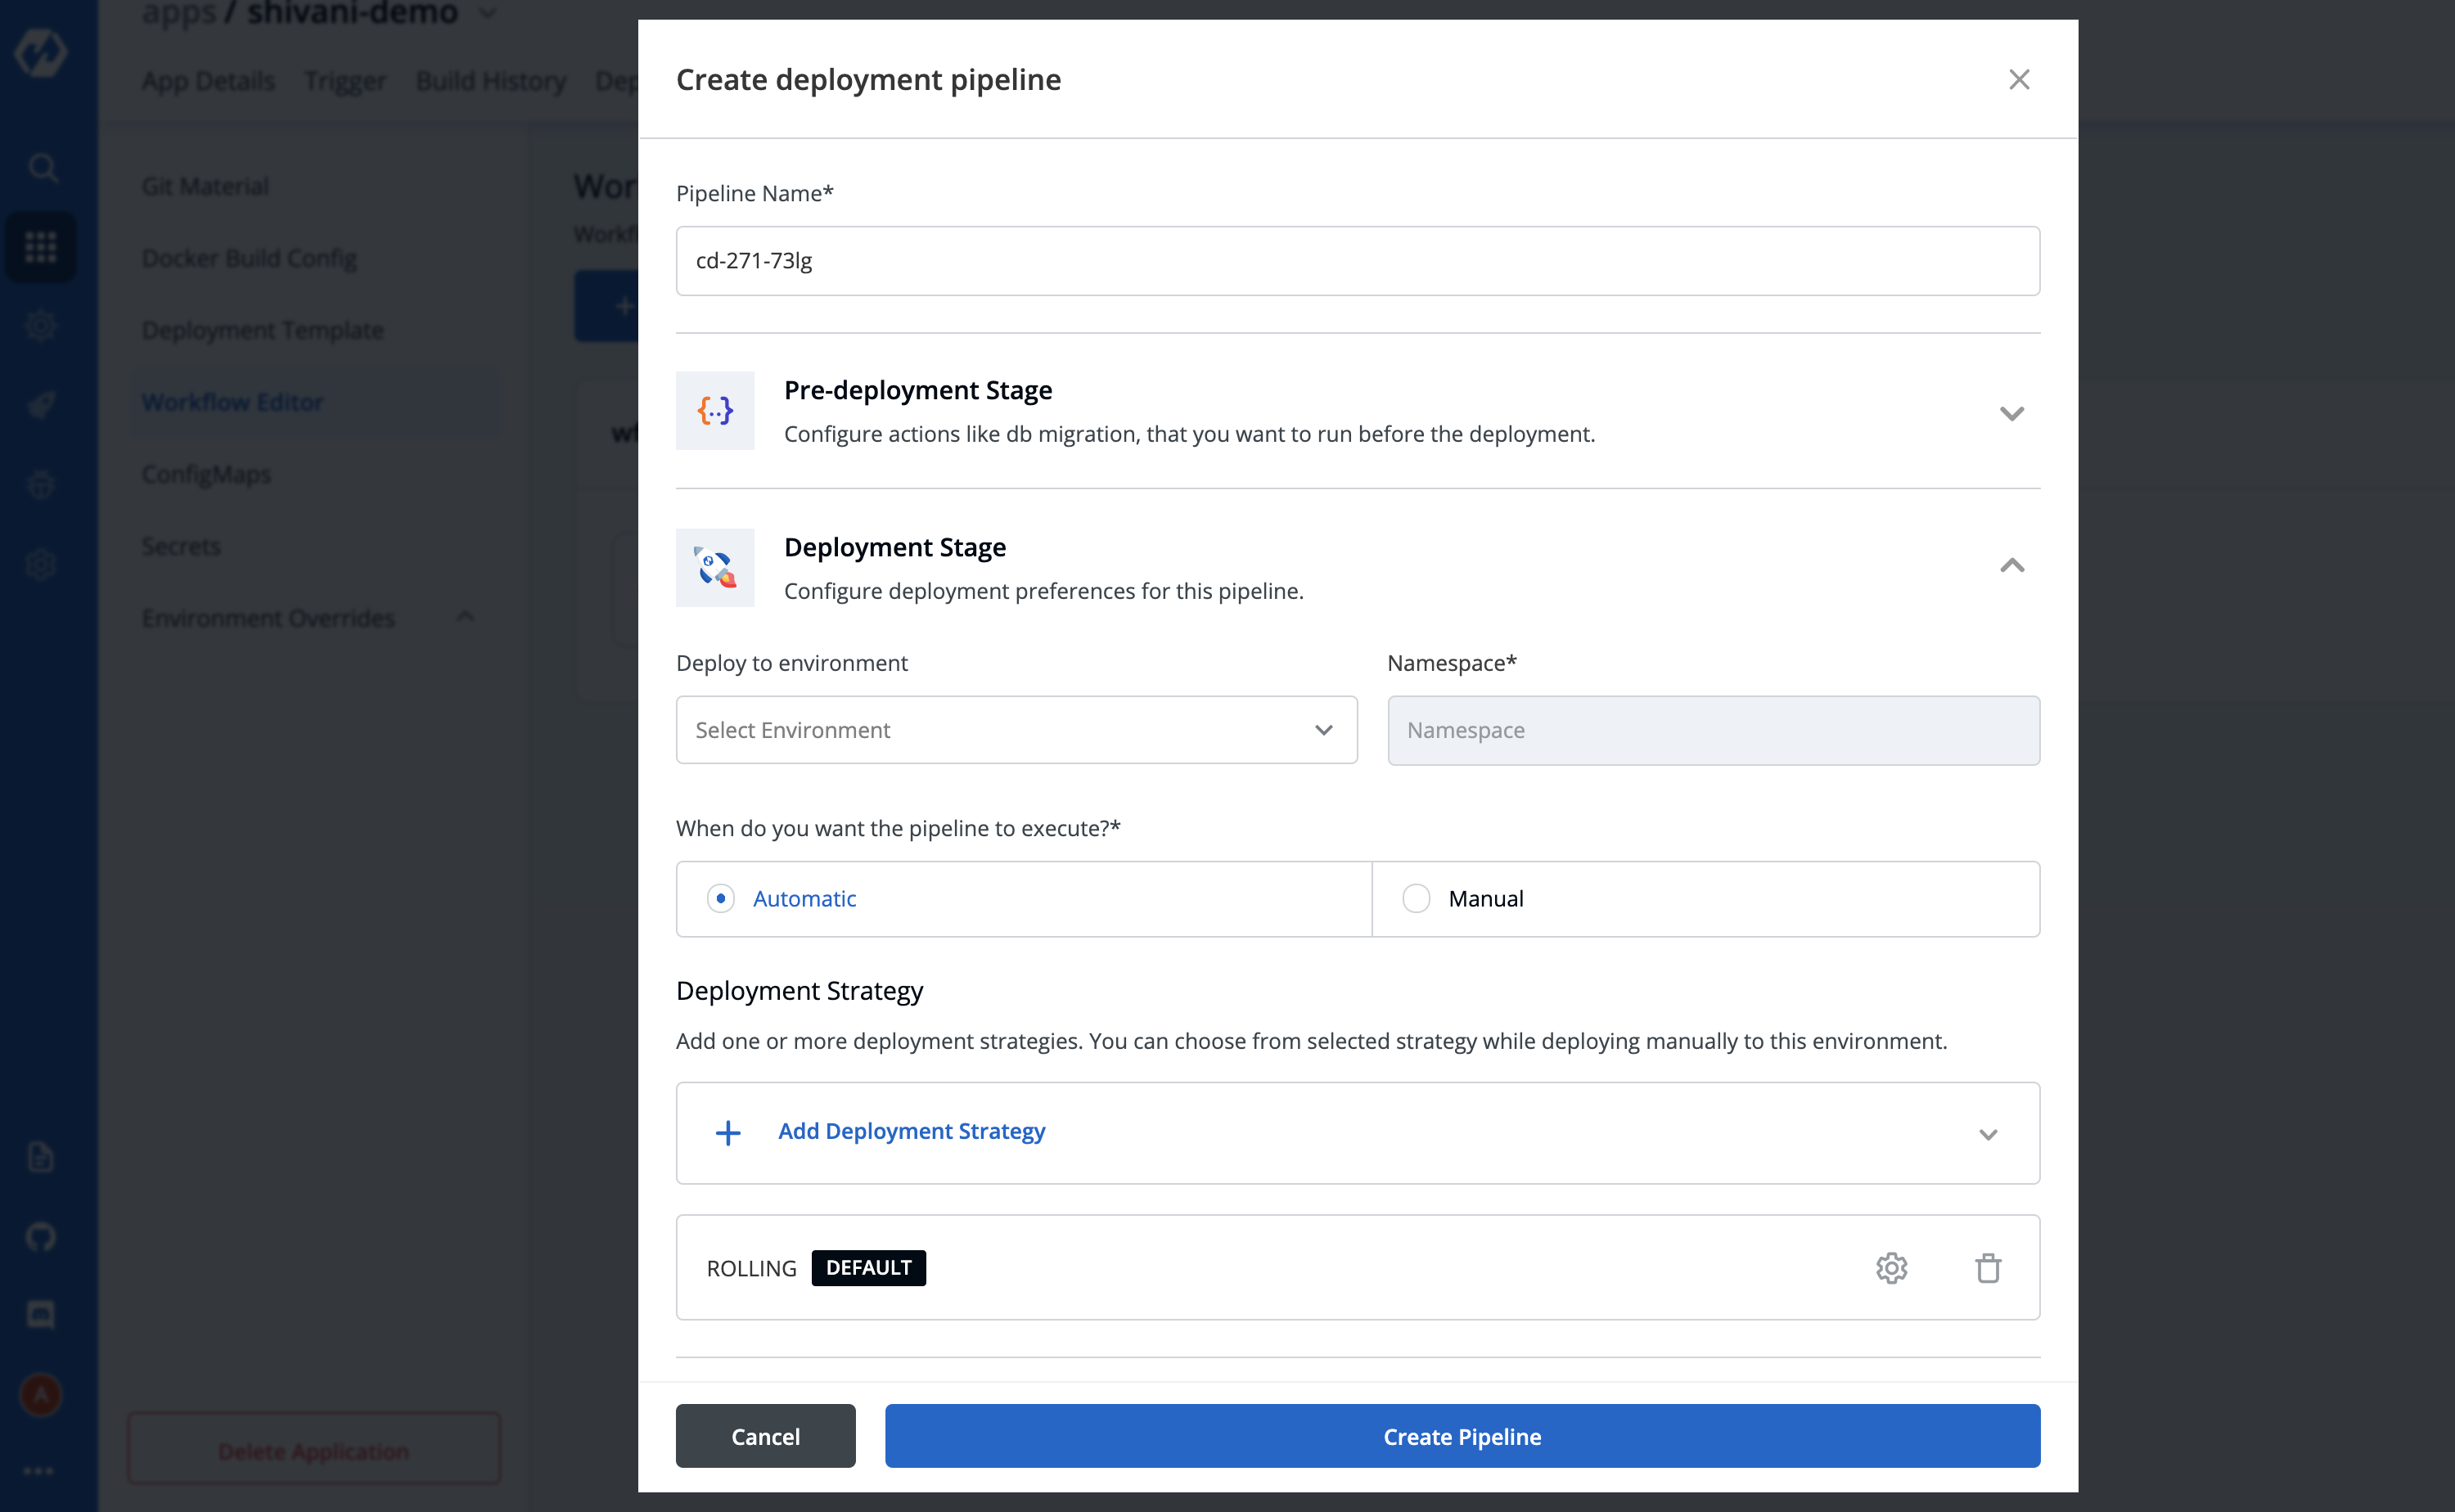 apps / shivani-demo
App Details Trigger Build History Dep
Git Material
Docker Build Config
Deployment Template
Workflow Editor
ConfigMaps
Secrets
Environment Overrides
Delete Application
A
Wor
Workfl
+
wf
Create deployment pipeline
Pipeline Name*
cd-271-73lg
Pre-deployment Stage
Configure actions like db migration, that you want to run before the deployment.
Deployment Stage
Configure deployment preferences for this pipeline.
Deploy to environment Namespace*
Select Environment Namespace
When do you want the pipeline to execute?*
Automatic Manual
Deployment Strategy
Add one or more deployment strategies. You can choose from selected strategy while deploying manually to this environment.
+ Add Deployment Strategy
ROLLING DEFAULT
Cancel Create Pipeline